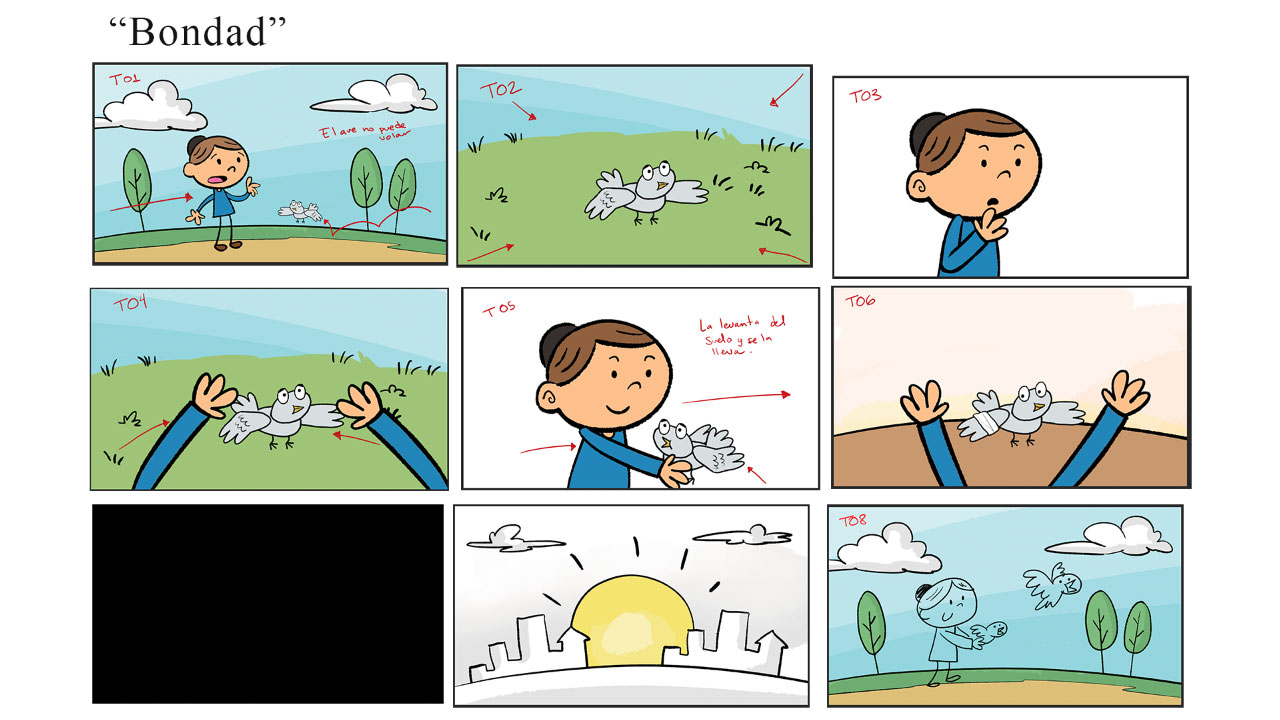 “Bondad”
T01
El ave no puede
volar
T02
T03
T04
T05
La levanta del
suelo y se la
lleva.
T06
T08